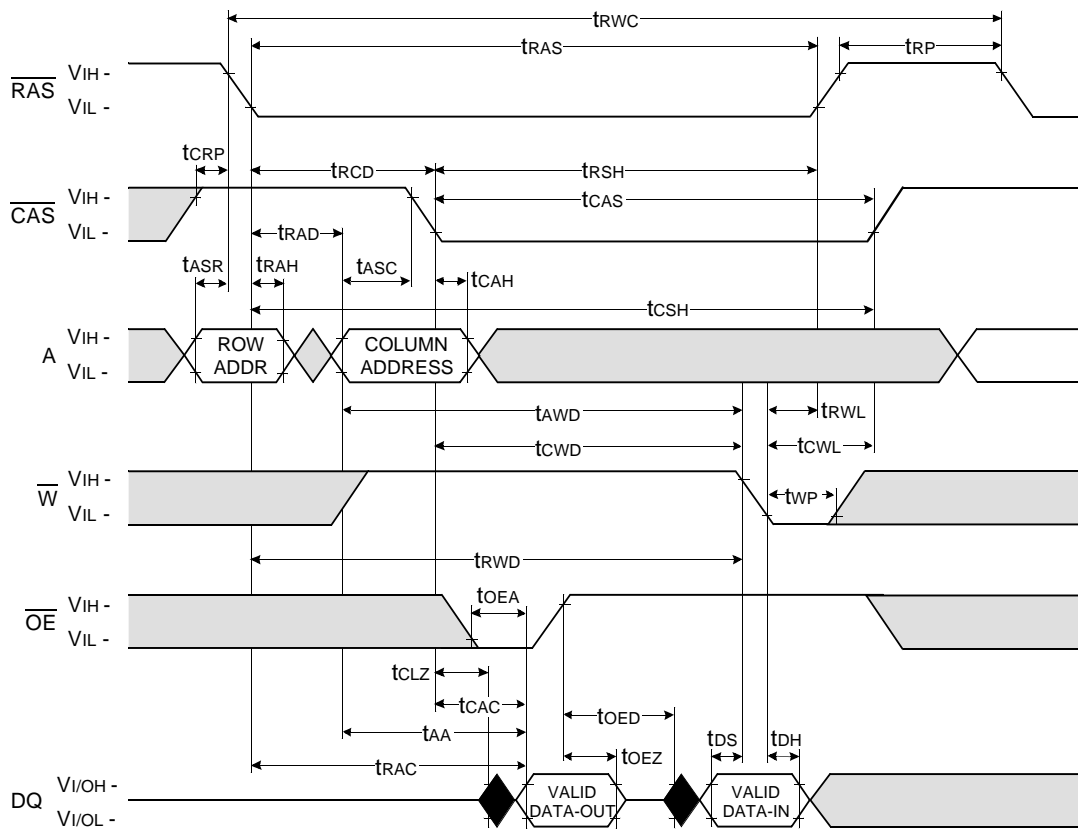 tRWC
tRAS
tRP
RAS
VIH -
VIL -
tCRP
tRCD
tRSH
CAS
VIH -
VIL -
tCAS
tRAD
tASR
tRAH
tASC
tCAH
tCSH
A
VIH -
VIL -
ROW
ADDR
COLUMN
ADDRESS
tAWD
tRWL
tCWD
tCWL
W
VIH -
VIL -
tWP
tRWD
OE
VIH -
VIL -
tOEA
tCLZ
tCAC
tOED
tAA
tOEZ
tDS
tDH
tRAC
DQ
VI/OH -
VI/OL -
VALID
DATA-OUT
VALID
DATA-IN